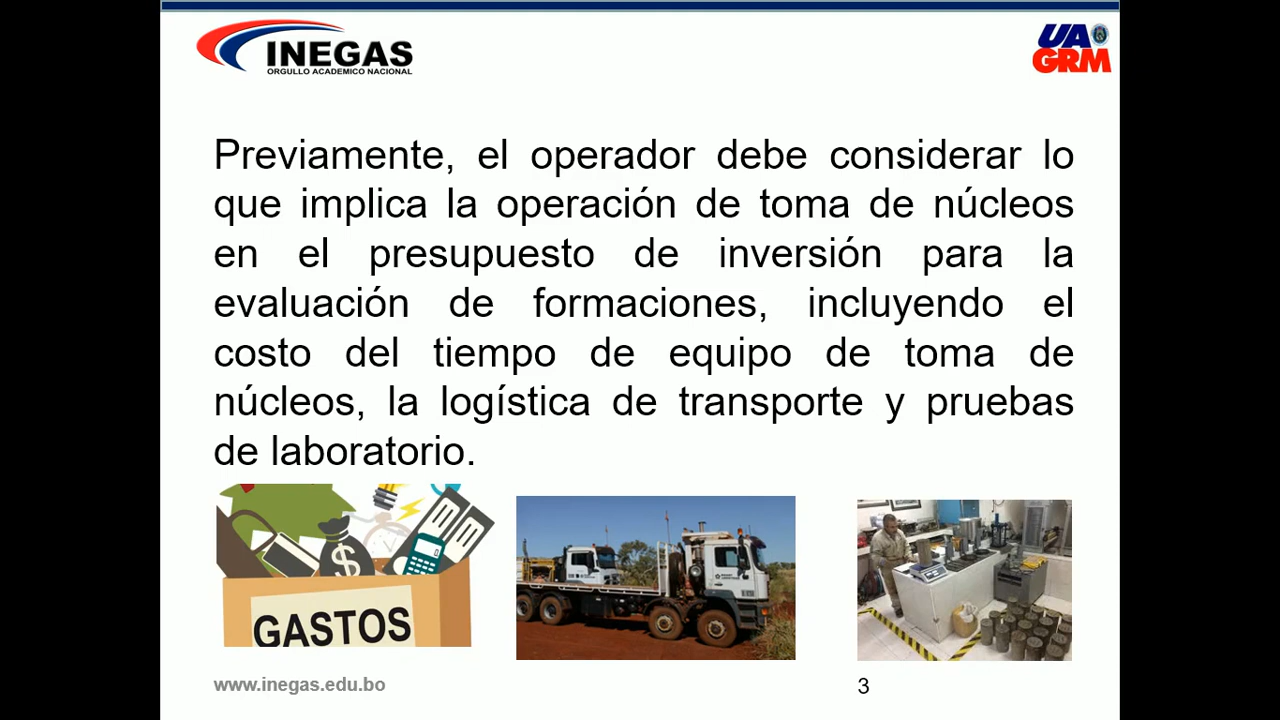 INEGAS
ORGULLO ACADEMICO NACIONAL
UA
GRM
Previamente, el operador debe considerar lo
que implica la operación de toma de núcleos
en el presupuesto de inversión para la
evaluación de formaciones, incluyendo el
costo del tiempo de equipo de toma de
núcleos, la logística de transporte y pruebas
de laboratorio.
$
GASTOS
www.inegas.edu.bo
3